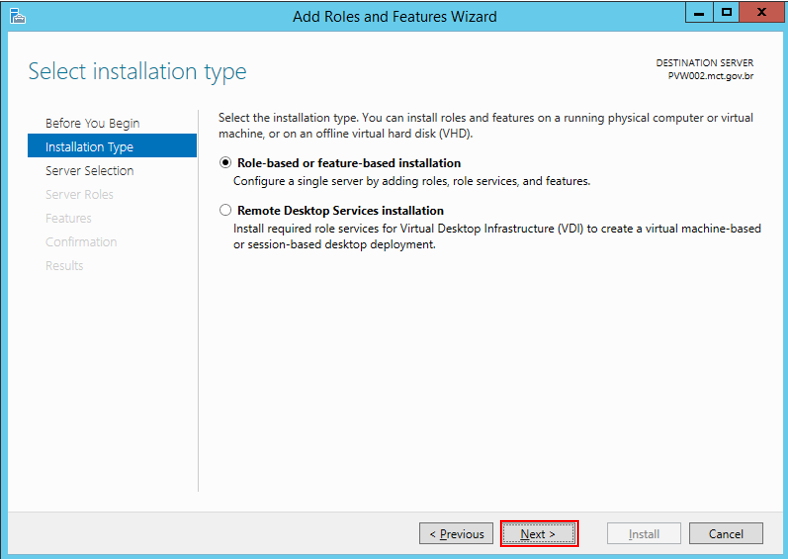 Add Roles and Features Wizard
Select installation type
DESTINATION SERVER
PVW002.mct.gov.br
Before You Begin
Installation Type
Server Selection
Server Roles
Features
Confirmation
Results
Select the installation type. You can install roles and features on a running physical computer or virtual
machine, or on an offline virtual hard disk (VHD).
Role-based or feature-based installation
Configure a single server by adding roles, role services, and features.
Remote Desktop Services installation
Install required role services for Virtual Desktop Infrastructure (VDI) to create a virtual machine-based
or session-based desktop deployment.
< Previous
Next >
Install
Cancel